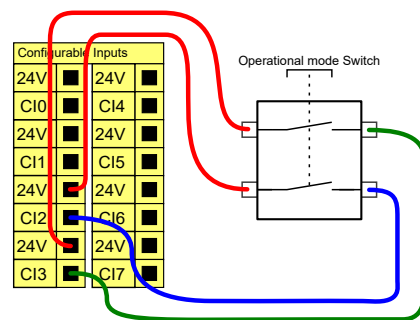 Configurable Inputs
Operational mode Switch
24V 24V
CI0 CI4
24V 24V
CI1 CI5
24V 24V
CI2 CI6
24V 24V
CI3 CI7